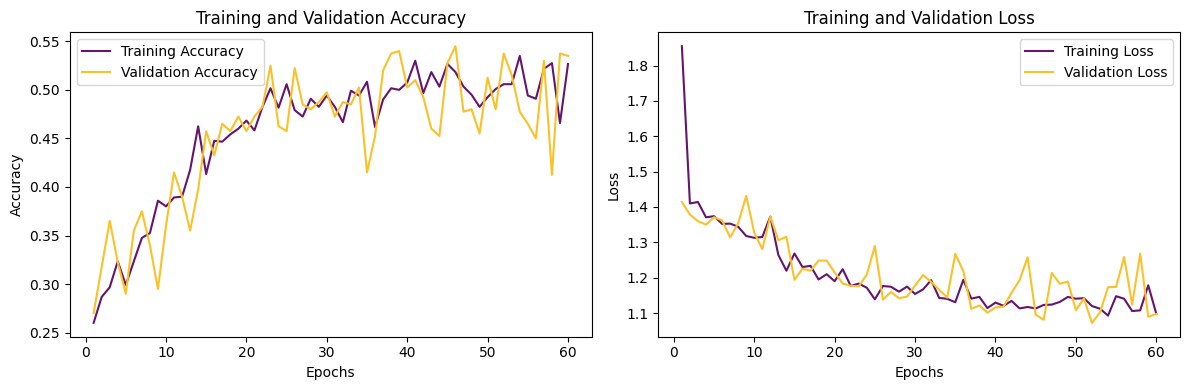 Training and Validation Accuracy
Training Accuracy
Validation Accuracy
0.55
0.50
0.45
0.40
0.35
0.30
0.25
Accuracy
0
10
20
30
40
50
60
Epochs
Training and Validation Loss
Training Loss
Validation Loss
1.8
1.7
1.6
1.5
1.4
1.3
1.2
1.1
Loss
0
10
20
30
40
50
60
Epochs